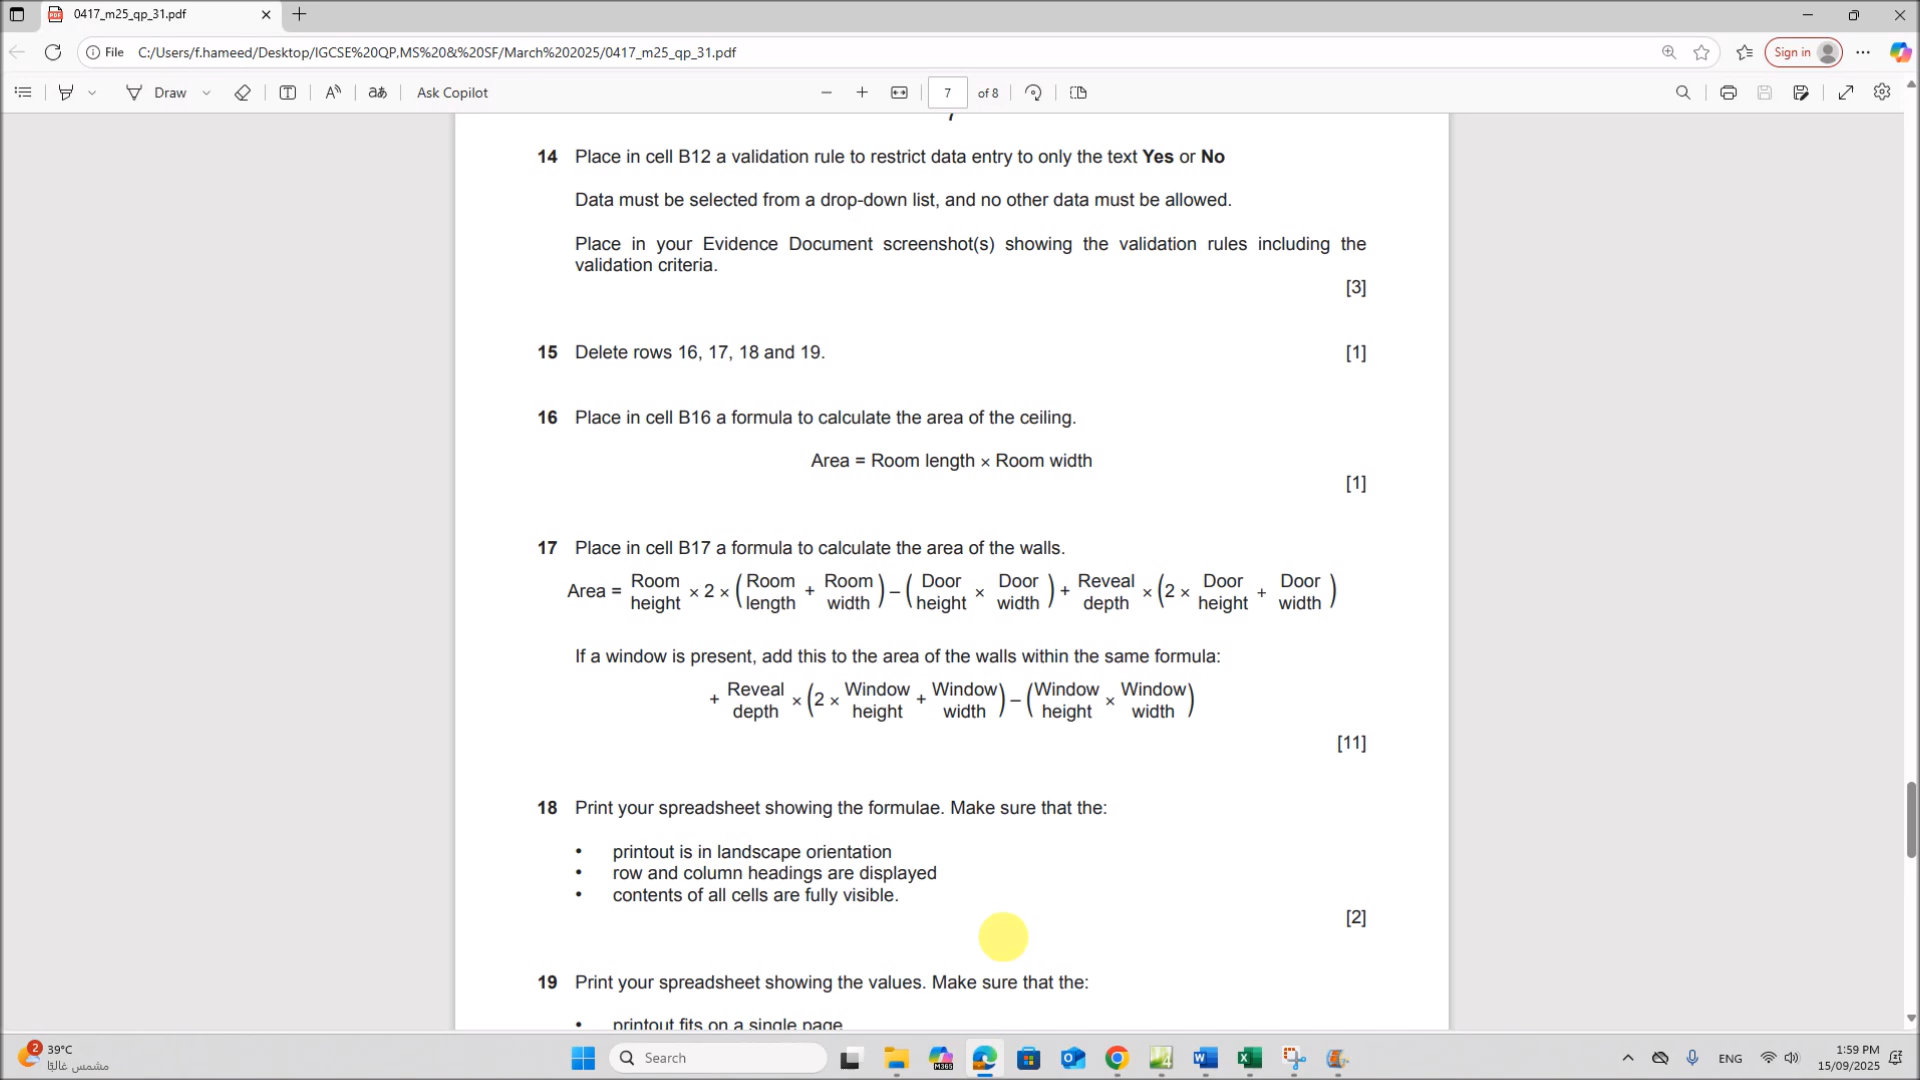 0417_m25_qp_31.pdf
File C:/Users/f.hameed/Desktop/IGCSE%20QP,MS%20&%20SF/March%202025/0417_m25_qp_31.pdf
Sign in
Draw
Ask Copilot
7 of 8
7
14 Place in cell B12 a validation rule to restrict data entry to only the text Yes or No
Data must be selected from a drop-down list, and no other data must be allowed.
Place in your Evidence Document screenshot(s) showing the validation rules including the
validation criteria.
[3]
15 Delete rows 16, 17, 18 and 19. [1]
16 Place in cell B16 a formula to calculate the area of the ceiling.
Area = Room length × Room width
[1]
17 Place in cell B17 a formula to calculate the area of the walls.
Area = Room height × 2 × (Room length + Room width) – (Door height × Door width) + Reveal depth × (2 × Door height + Door width)
If a window is present, add this to the area of the walls within the same formula:
+ Reveal depth × (2 × Window height + Window width) – (Window height × Window width)
[11]
18 Print your spreadsheet showing the formulae. Make sure that the:
• printout is in landscape orientation
• row and column headings are displayed
• contents of all cells are fully visible.
[2]
19 Print your spreadsheet showing the values. Make sure that the:
• printout fits on a single page
2
39°C
مشمس غالبًا
Search
M365
ENG
1:59 PM
15/09/2025